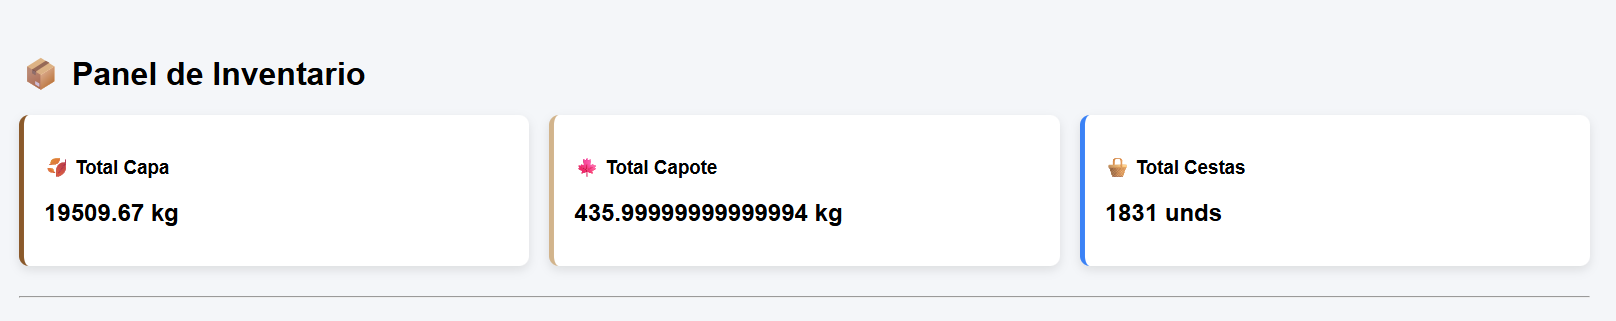 Panel de Inventario
Total Capa
19509.67 kg
Total Capote
435.99999999999994 kg
Total Cestas
1831 unds